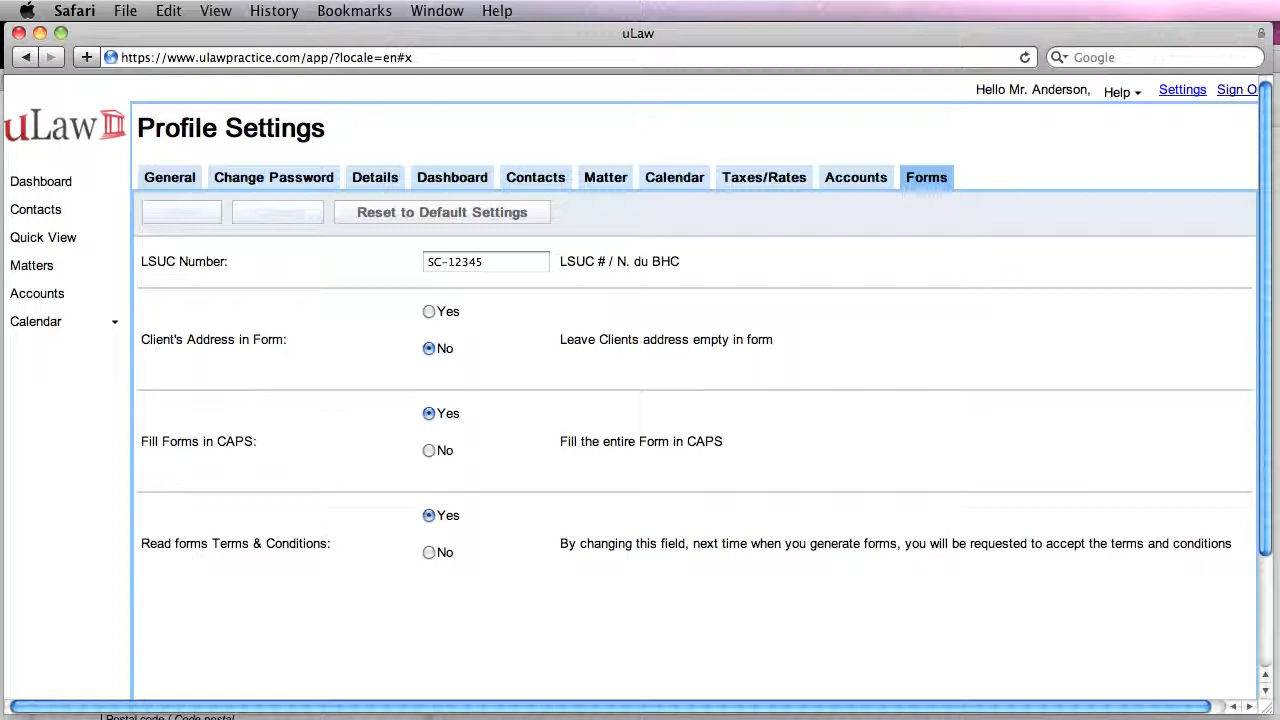 Safari File Edit View History Bookmarks Window Help
uLaw
https://www.ulawpractice.com/app/?locale=en#x
Google
Hello Mr. Anderson, Help Settings Sign O
uLaw
Profile Settings
General Change Password Details Dashboard Contacts Matter Calendar Taxes/Rates Accounts Forms
Reset to Default Settings
Dashboard
Contacts
Quick View
Matters
Accounts
Calendar
LSUC Number: SC-12345 LSUC # / N. du BHC
Yes
Client's Address in Form: Leave Clients address empty in form
No
Yes
Fill Forms in CAPS: Fill the entire Form in CAPS
No
Yes
Read forms Terms & Conditions: By changing this field, next time when you generate forms, you will be requested to accept the terms and conditions
No
Postal code / Code postal